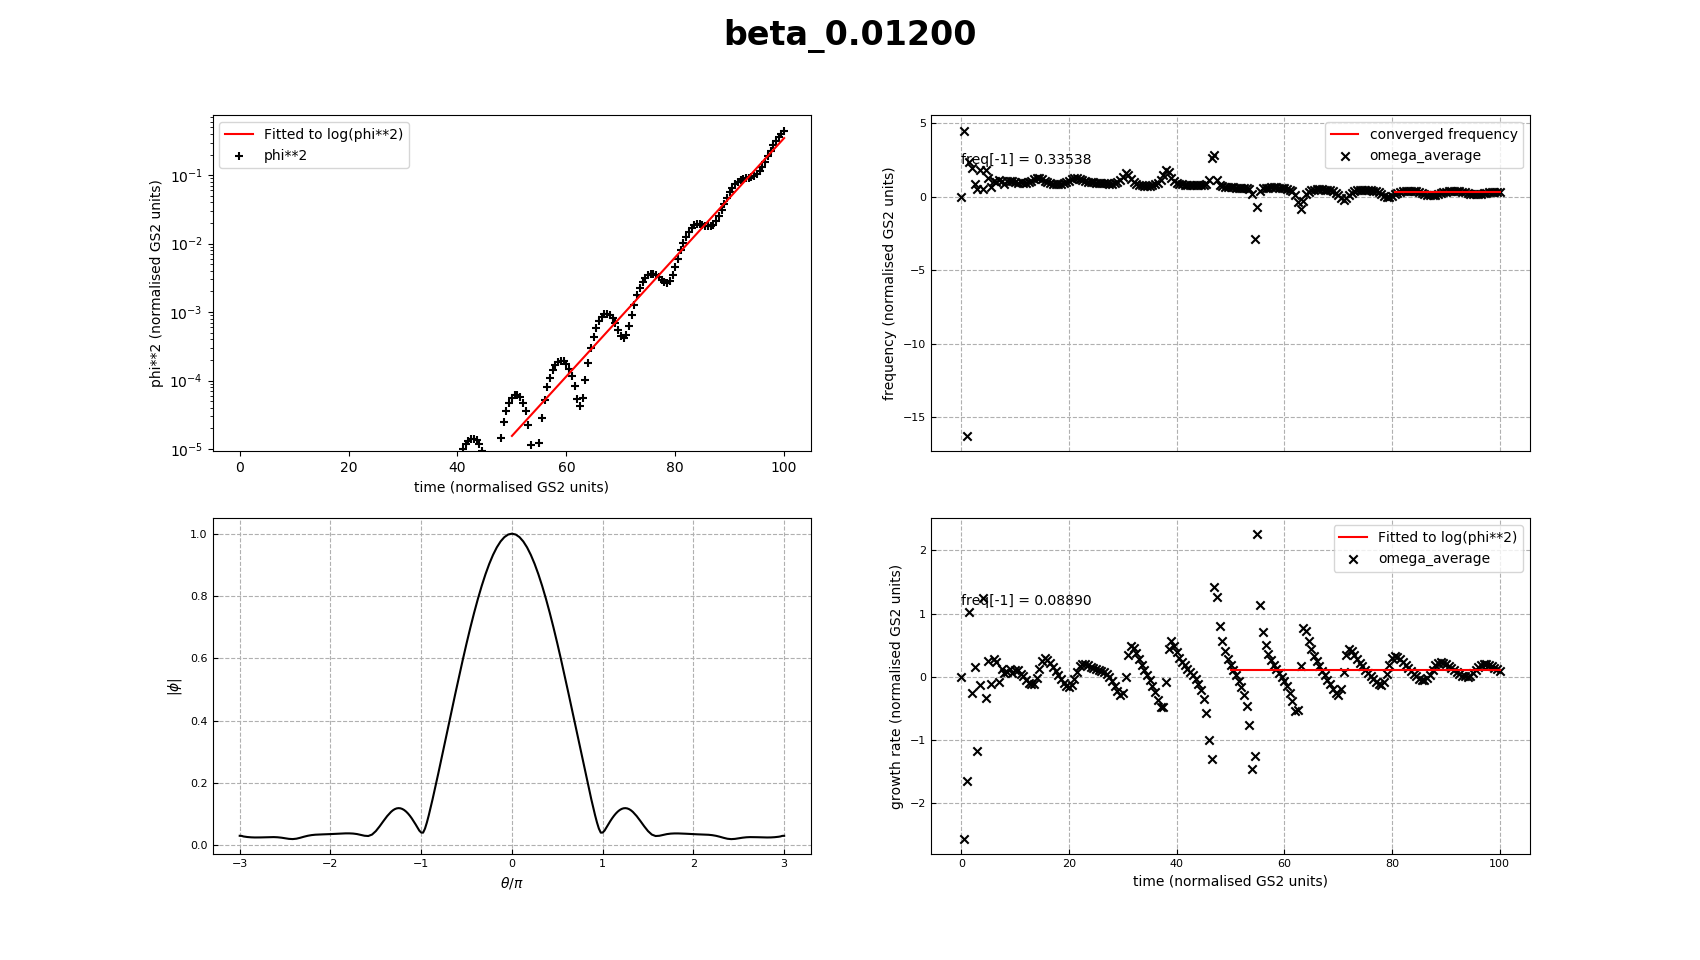 beta_0.01200
Fitted to log(phi**2)
phi**2
10⁻¹
10⁻²
10⁻³
10⁻⁴
10⁻⁵
phi**2 (normalised GS2 units)
0 20 40 60 80 100
time (normalised GS2 units)
converged frequency
omega_average
freq[-1] = 0.33538
5
0
−5
−10
−15
frequency (normalised GS2 units)
1.0
0.8
0.6
0.4
0.2
0.0
|ϕ|
−3 −2 −1 0 1 2 3
θ/π
Fitted to log(phi**2)
omega_average
freq[-1] = 0.08890
2
1
0
−1
−2
growth rate (normalised GS2 units)
0 20 40 60 80 100
time (normalised GS2 units)